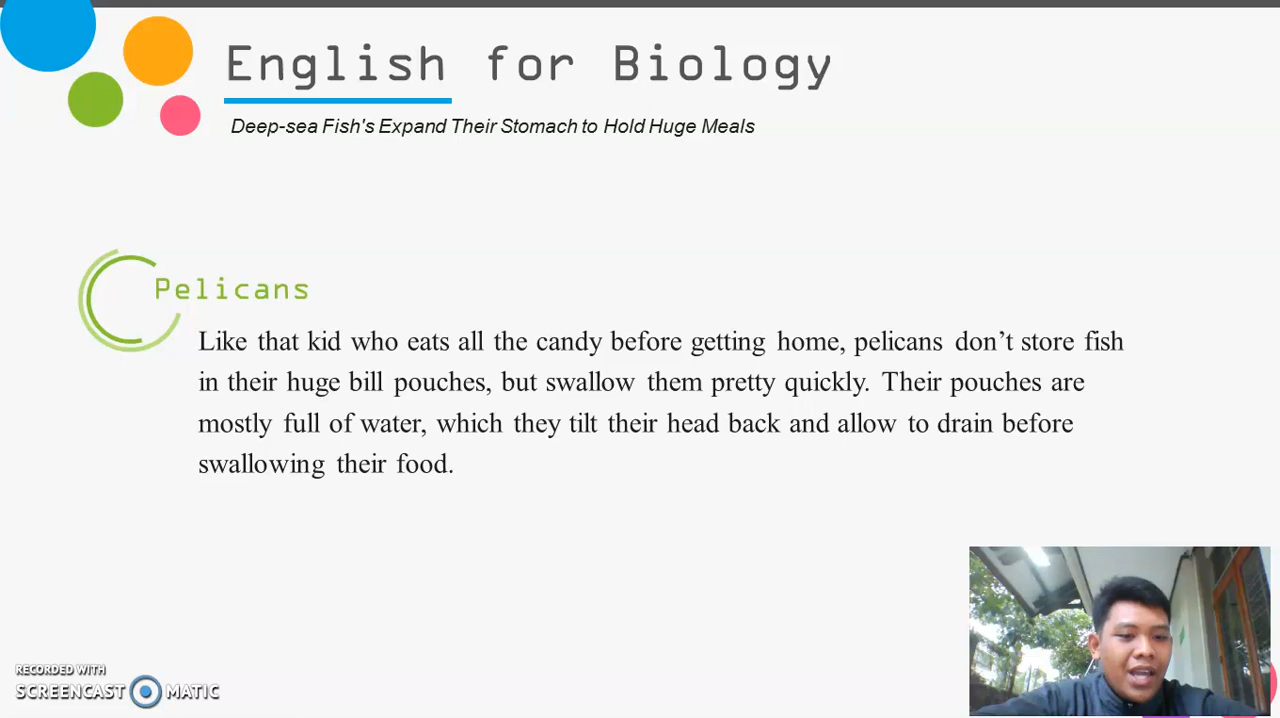 English for Biology
Deep-sea Fish's Expand Their Stomach to Hold Huge Meals
Pelicans
Like that kid who eats all the candy before getting home, pelicans don’t store fish
in their huge bill pouches, but swallow them pretty quickly. Their pouches are
mostly full of water, which they tilt their head back and allow to drain before
swallowing their food.
RECORDED WITH
SCREENCAST MATIC